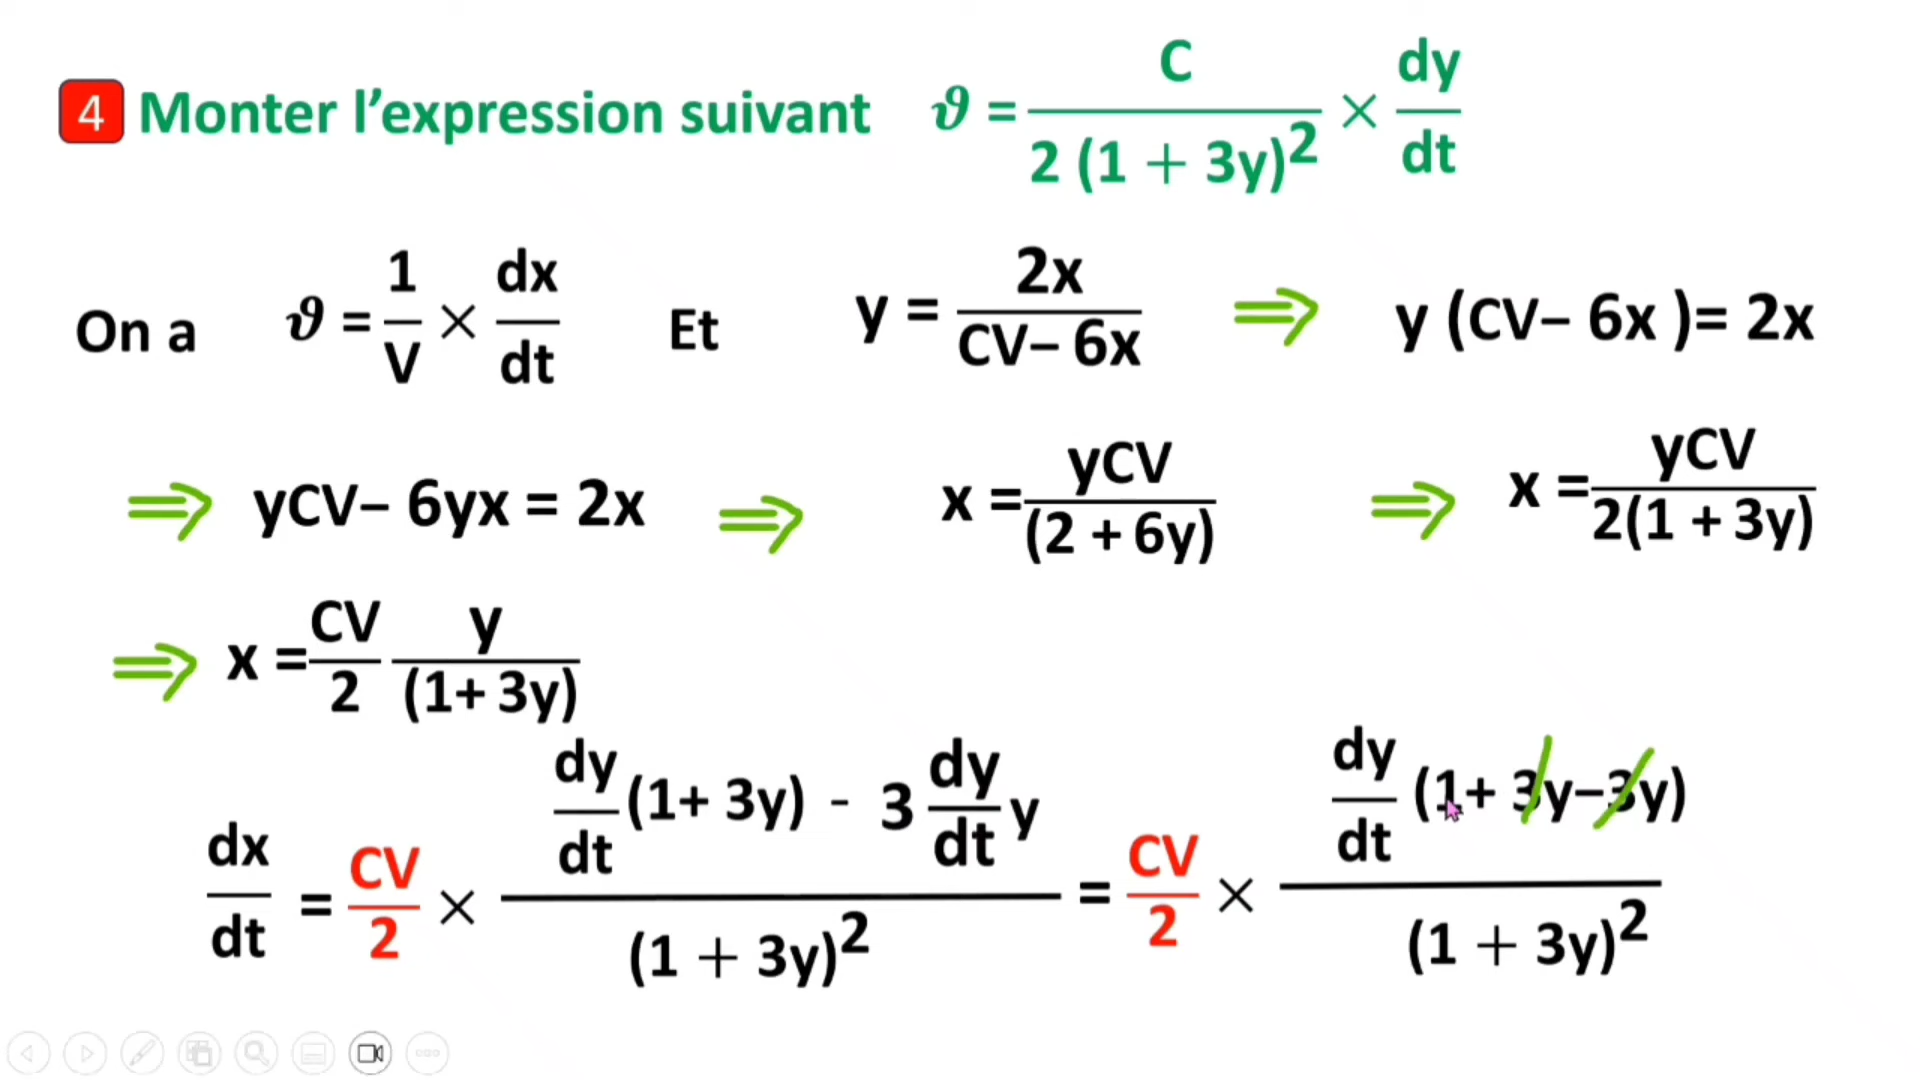 4 Monter l’expression suivant ϑ = C / 2 (1 + 3y)² × dy/dt
On a ϑ = 1/V × dx/dt Et y = 2x / CV– 6x ⇒ y (CV– 6x )= 2x
⇒ yCV– 6yx = 2x ⇒ x = yCV / (2 + 6y) ⇒ x = yCV / 2(1 + 3y)
⇒ x = CV/2 y / (1+ 3y)
dx/dt = CV/2 × dy/dt (1+ 3y) - 3 dy/dt y / (1 + 3y)² = CV/2 × dy/dt (1+ 3y–3y) / (1 + 3y)²